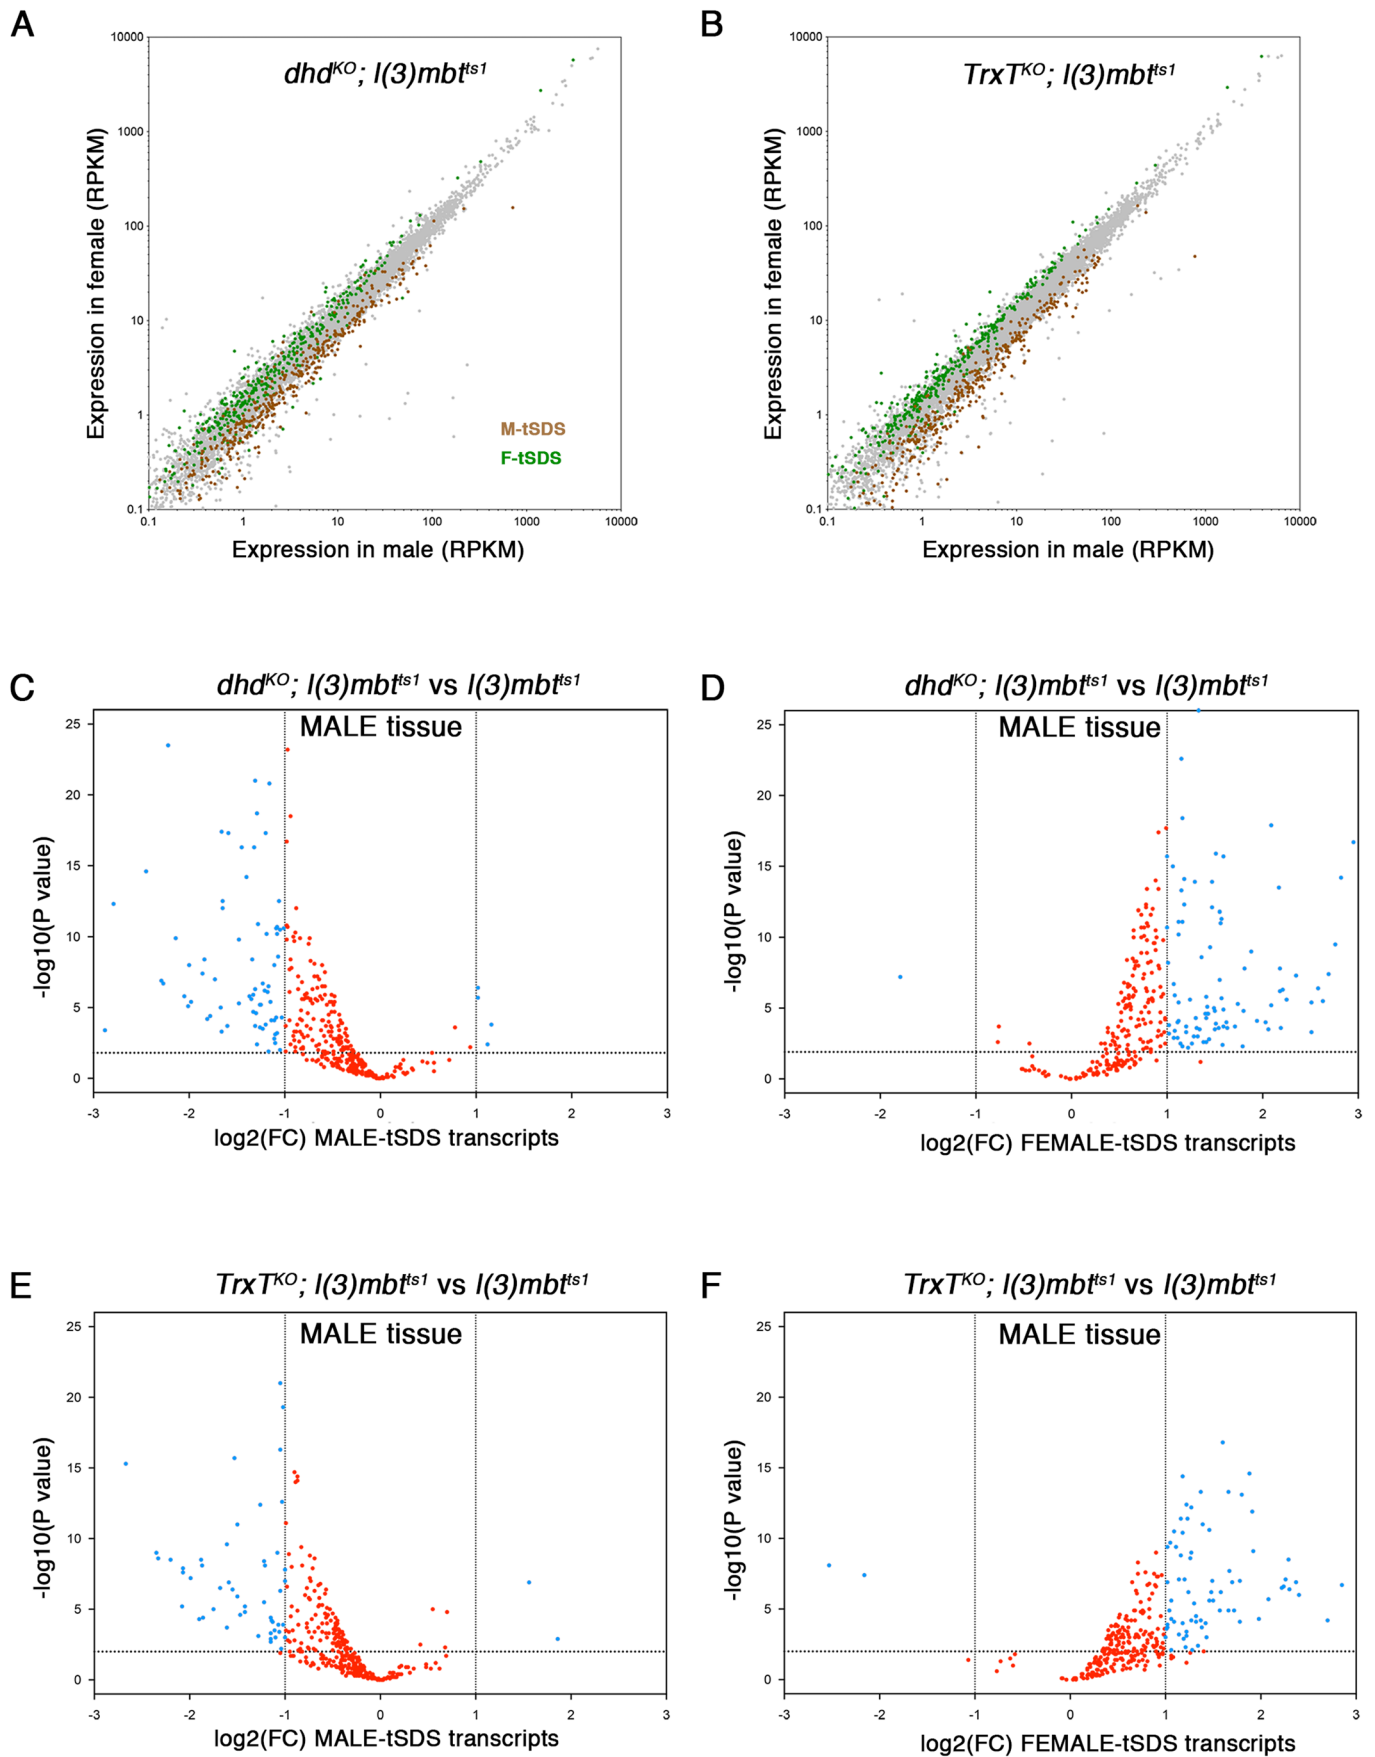 A
dhdKO; l(3)mbtts1
10000
1000
100
10
1
0.1
0.1 1 10 100 1000 10000
Expression in female (RPKM)
Expression in male (RPKM)
M-tSDS
F-tSDS
B
TrxTKO; l(3)mbtts1
10000
1000
100
10
1
0.1
0.1 1 10 100 1000 10000
Expression in female (RPKM)
Expression in male (RPKM)
C
dhdKO; l(3)mbtts1 vs l(3)mbtts1
MALE tissue
25
20
15
10
5
0
-3 -2 -1 0 1 2 3
-log10(P value)
log2(FC) MALE-tSDS transcripts
D
dhdKO; l(3)mbtts1 vs l(3)mbtts1
MALE tissue
25
20
15
10
5
0
-3 -2 -1 0 1 2 3
-log10(P value)
log2(FC) FEMALE-tSDS transcripts
E
TrxTKO; l(3)mbtts1 vs l(3)mbtts1
MALE tissue
25
20
15
10
5
0
-3 -2 -1 0 1 2 3
-log10(P value)
log2(FC) MALE-tSDS transcripts
F
TrxTKO; l(3)mbtts1 vs l(3)mbtts1
MALE tissue
25
20
15
10
5
0
-3 -2 -1 0 1 2 3
-log10(P value)
log2(FC) FEMALE-tSDS transcripts